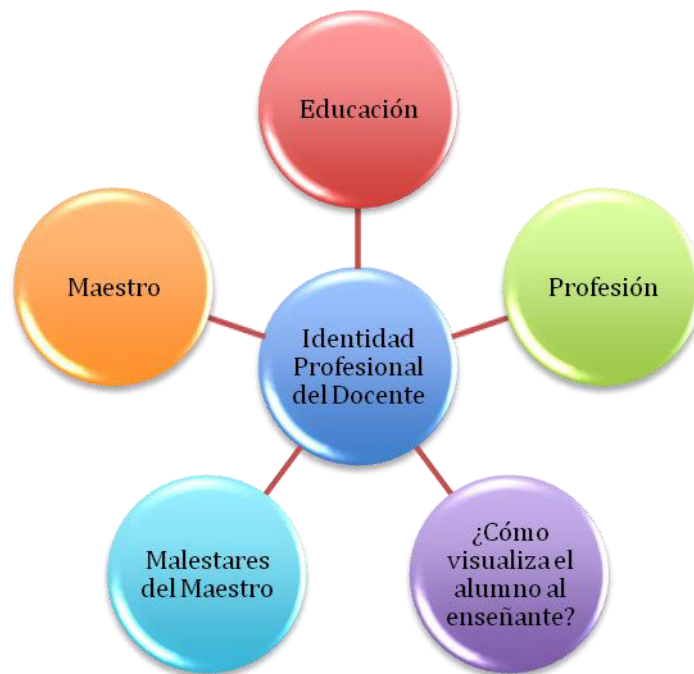 Educación
Maestro
Profesión
Identidad
Profesional
del Docente
Malestares
del Maestro
¿Cómo
visualiza el
alumno al
enseñante?